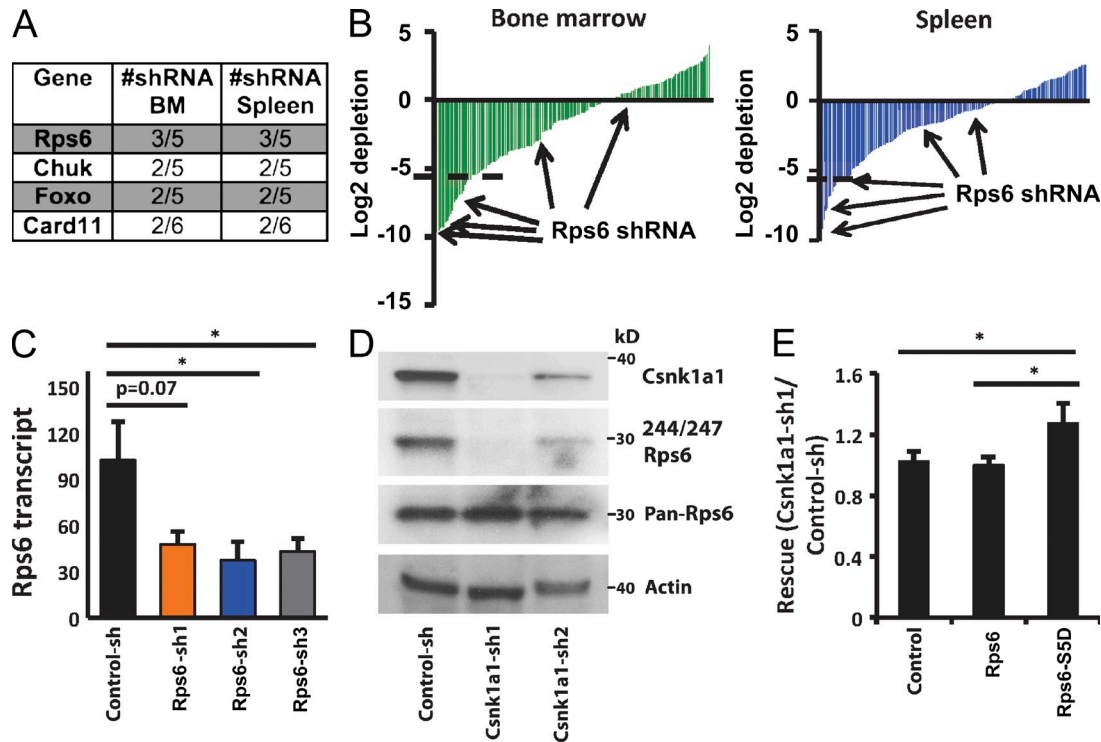 A
Gene #shRNA BM #shRNA Spleen
Rps6 3/5 3/5
Chuk 2/5 2/5
Foxo 2/5 2/5
Card11 2/6 2/6
B
Bone marrow
Log2 depletion
5
0
-5
-10
-15
Rps6 shRNA
Spleen
Log2 depletion
5
0
-5
-10
Rps6 shRNA
C
*
*
p=0.07
Rps6 transcript
150
120
90
60
30
0
Control-sh
Rps6-sh1
Rps6-sh2
Rps6-sh3
D
kD
-40
Csnk1a1
-30
244/247
Rps6
-30
Pan-Rps6
-40
Actin
Control-sh
Csnk1a1-sh1
Csnk1a1-sh2
E
*
*
Rescue (Csnk1a1-sh1/
Control-sh)
1.6
1.2
0.8
0.4
0
Control
Rps6
Rps6-S5D